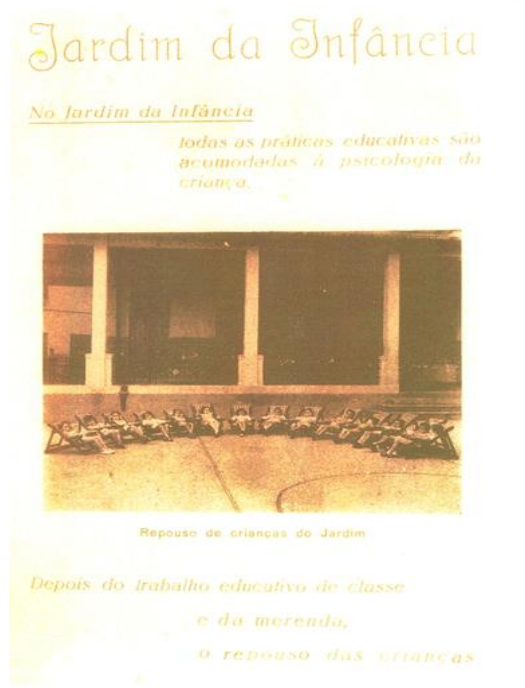 Jardim da Infância
No Jardim da Infância
todas as práticas educativas são
acomodadas á psicologia da
criança.
Repouso de crianças do Jardim
Depois do trabalho educativo de classe
e da merenda,
o repouso das crianças